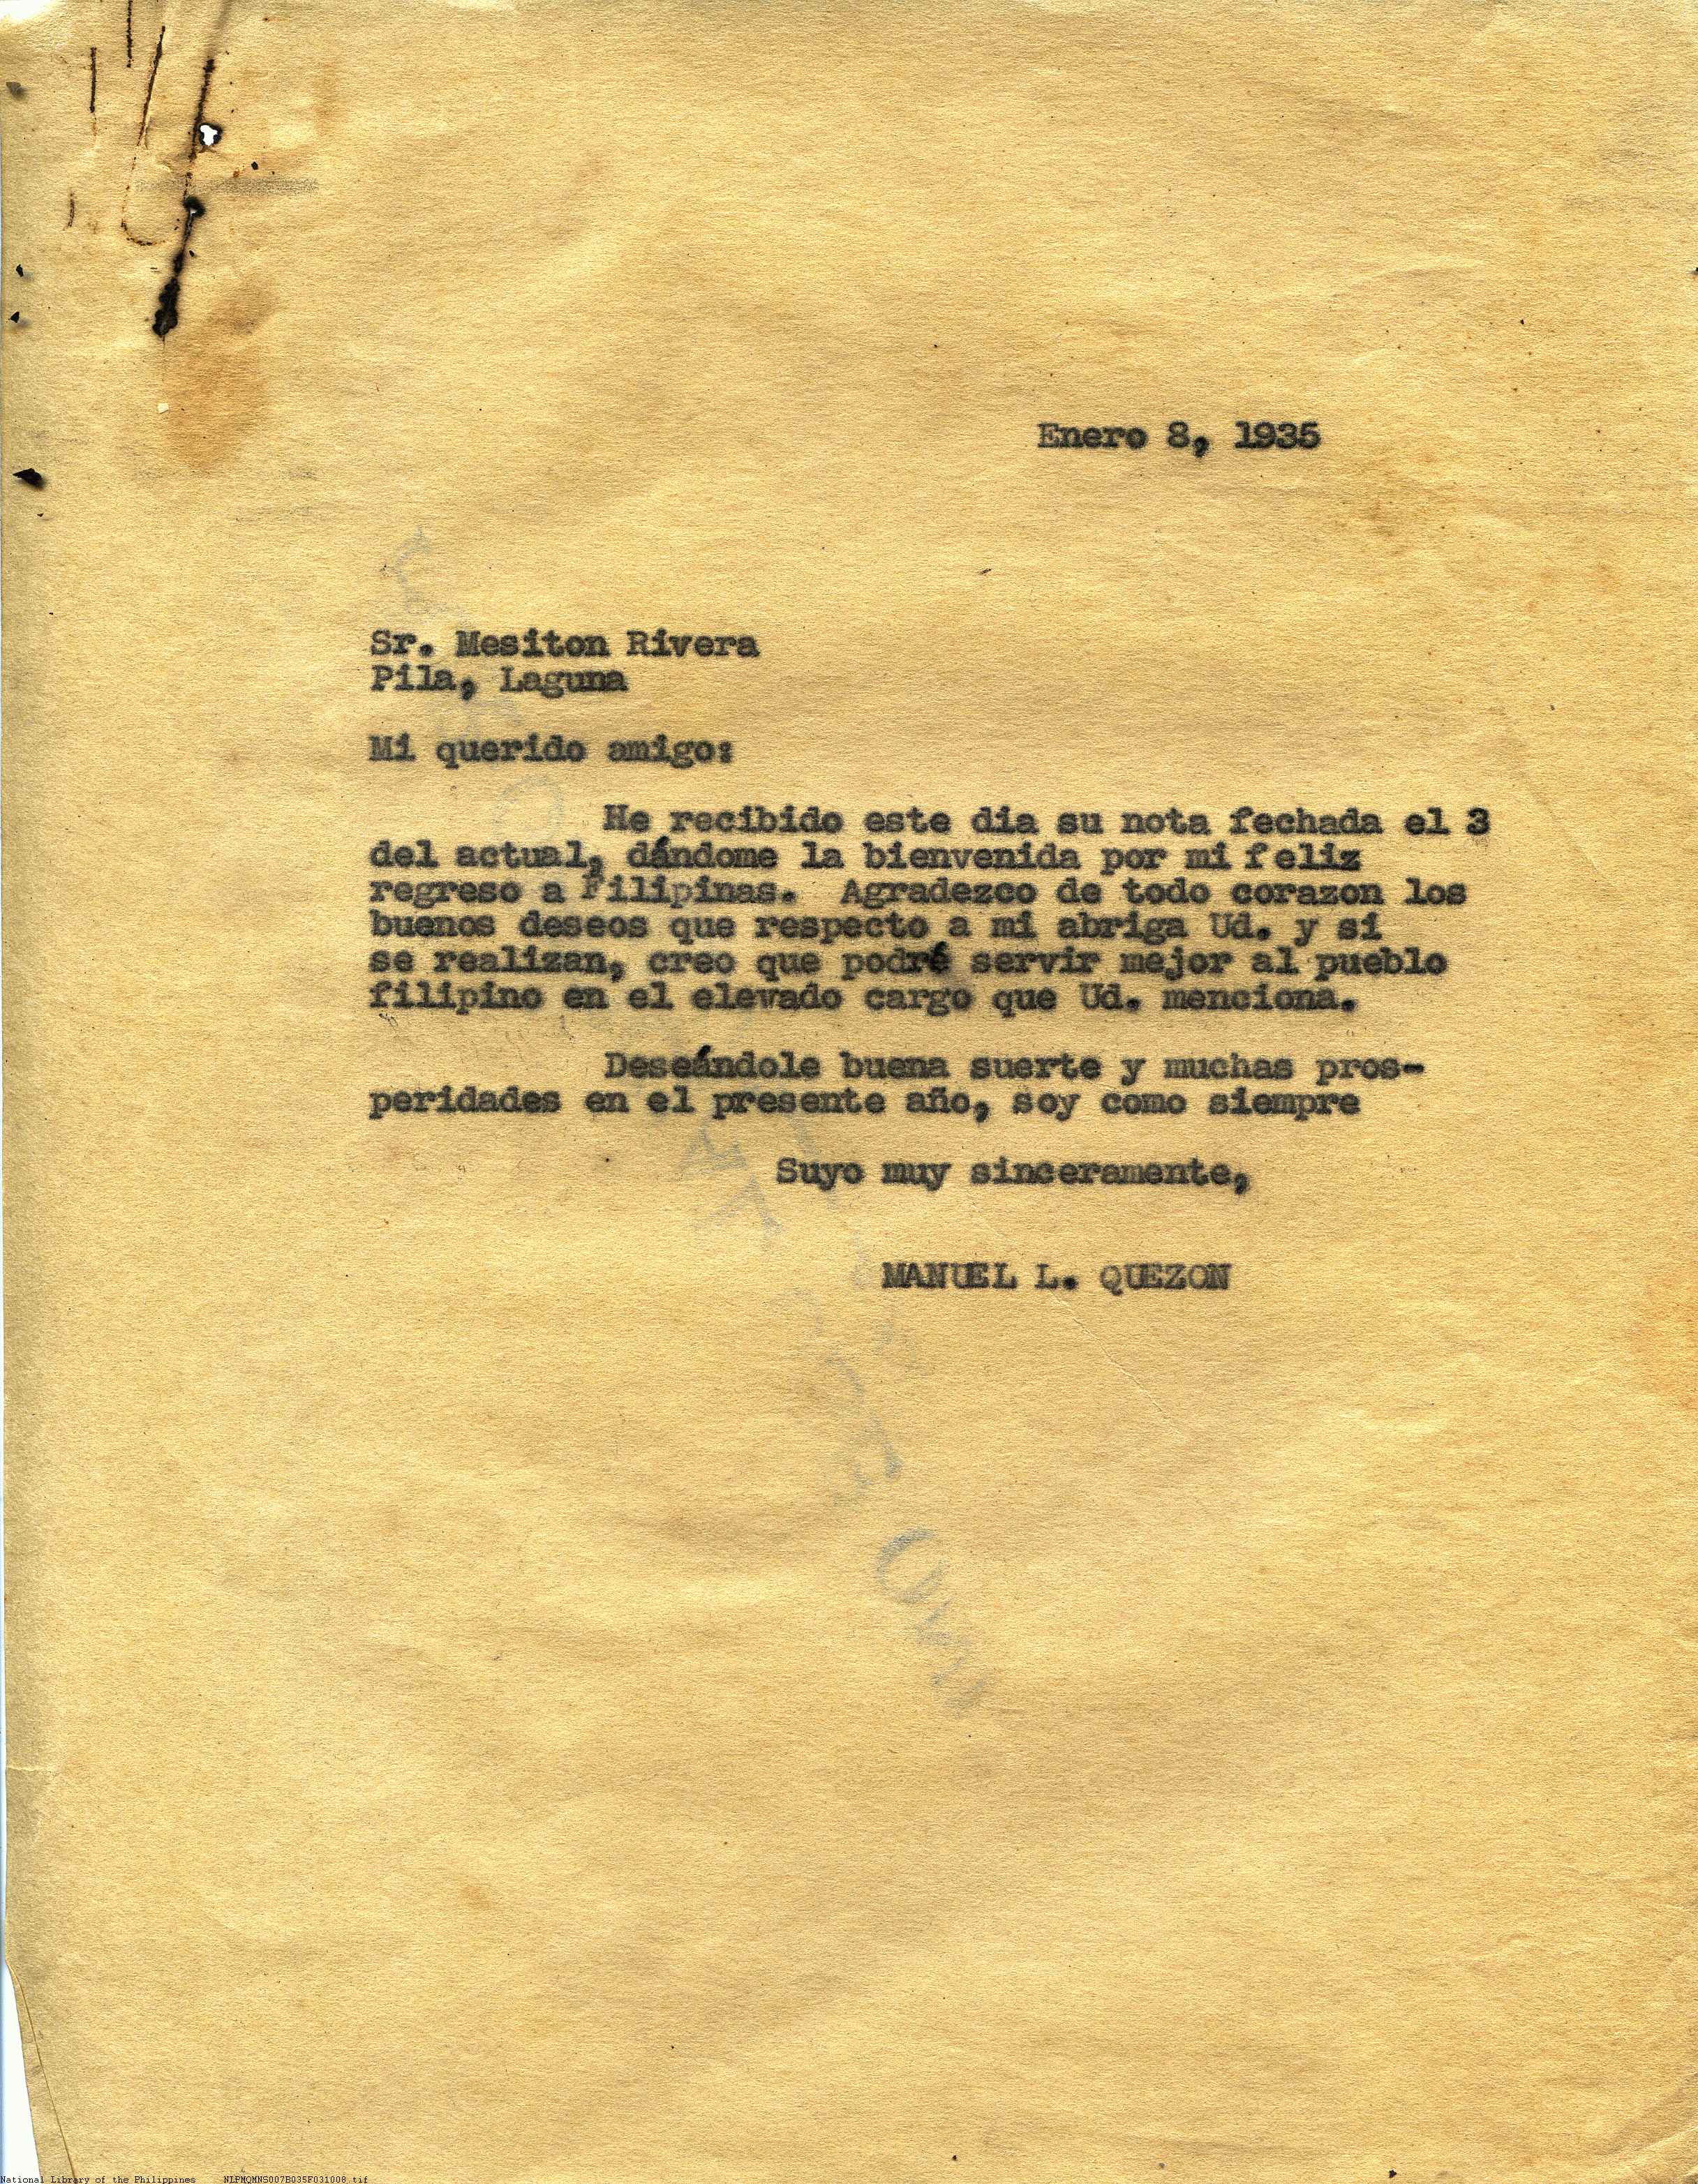 Enero 8, 1935
Sr. Mesiton Rivera
Pila, Laguna
Mi querido amigo:
He recibido este dia su nota fechada el 3
del actual, dándome la bienvenida por mi feliz
regreso a Filipinas. Agradezco de todo corazon los
buenos deseos que respecto a mi abriga Ud. y si
se realizan, creo que podré servir mejor al pueblo
filipino en el elevado cargo que Ud. menciona.
Deseándole buena suerte y muchas pros-
peridades en el presente año, soy como siempre
Suyo muy sinceramente,
MANUEL L. QUEZON
National Library of the Philippines NLPMQMNS007B035F031008.tif